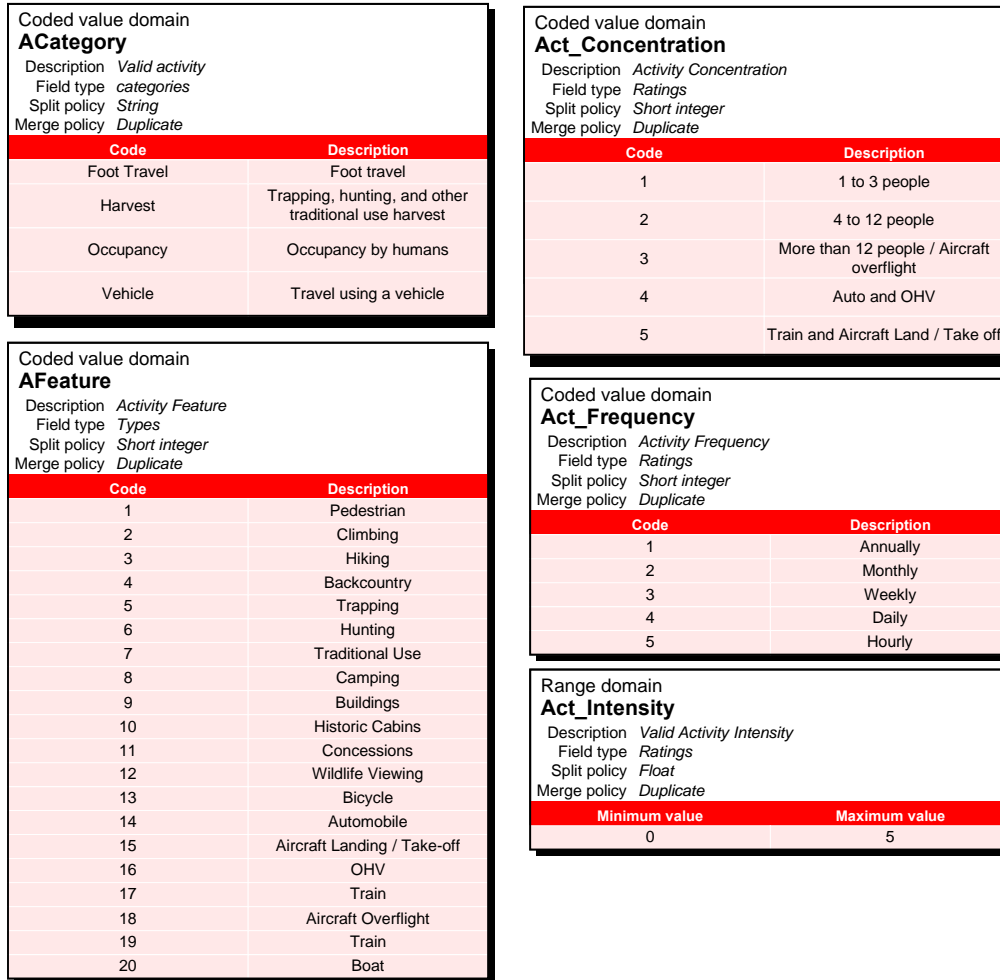 Coded value domain
ACategory
Description Valid activity
Field type categories
Split policy String
Merge policy Duplicate
Code Description
Foot Travel Foot travel
Harvest Trapping, hunting, and other
traditional use harvest
Occupancy Occupancy by humans
Vehicle Travel using a vehicle
Coded value domain
AFeature
Description Activity Feature
Field type Types
Split policy Short integer
Merge policy Duplicate
Code Description
1 Pedestrian
2 Climbing
3 Hiking
4 Backcountry
5 Trapping
6 Hunting
7 Traditional Use
8 Camping
9 Buildings
10 Historic Cabins
11 Concessions
12 Wildlife Viewing
13 Bicycle
14 Automobile
15 Aircraft Landing / Take-off
16 OHV
17 Train
18 Aircraft Overflight
19 Train
20 Boat
Coded value domain
Act_Concentration
Description Activity Concentration
Field type Ratings
Split policy Short integer
Merge policy Duplicate
Code Description
1 1 to 3 people
2 4 to 12 people
3 More than 12 people / Aircraft
overflight
4 Auto and OHV
5 Train and Aircraft Land / Take off
Coded value domain
Act_Frequency
Description Activity Frequency
Field type Ratings
Split policy Short integer
Merge policy Duplicate
Code Description
1 Annually
2 Monthly
3 Weekly
4 Daily
5 Hourly
Range domain
Act_Intensity
Description Valid Activity Intensity
Field type Ratings
Split policy Float
Merge policy Duplicate
Minimum value Maximum value
0 5